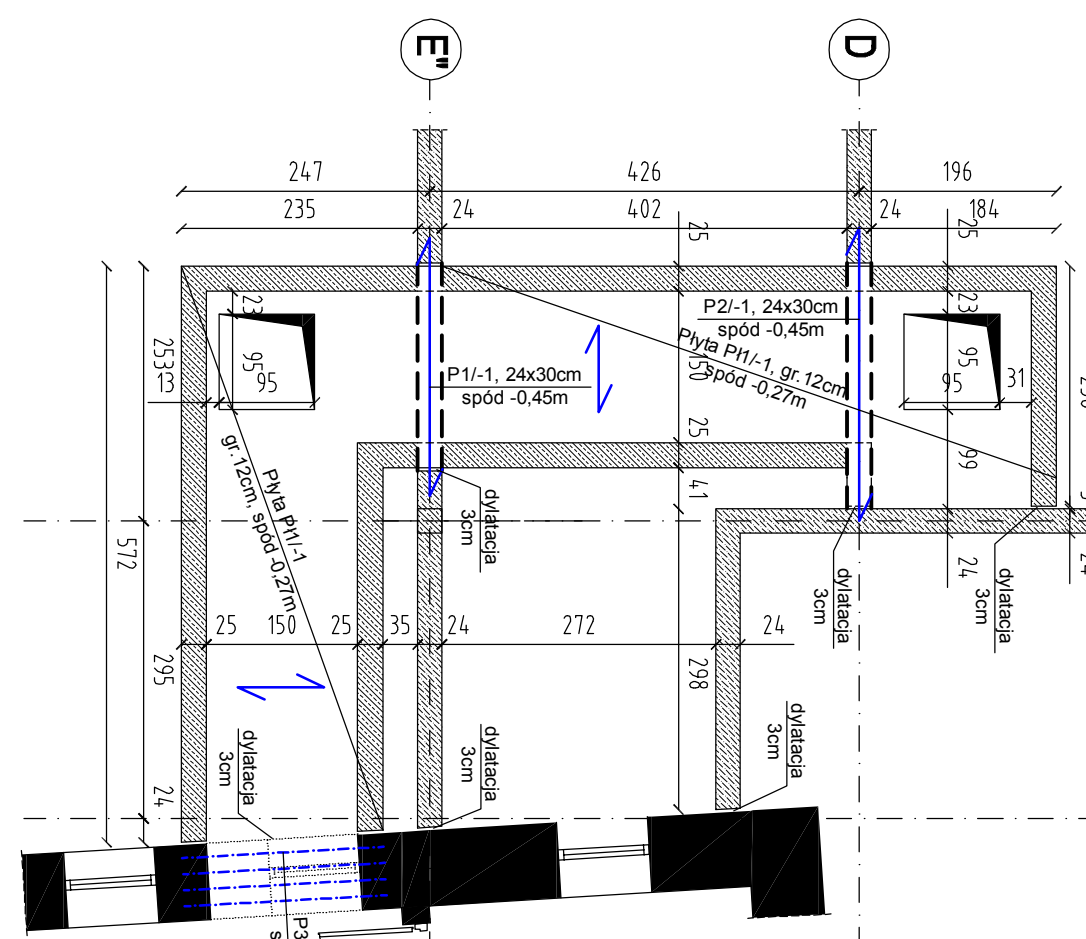 E"
D
247
426
196
235
24
402
24
184
25
25
P2/-1, 24x30cm
spód -0,45m
Płyta Pł1/-1, gr.12cm
spód -0,27m
P1/-1, 24x30cm
spód -0,45m
150
23
95
95
253
13
23
95
95
31
99
25
41
Płyta Pł1/-1
gr.12cm, spód -0,27m
dylatacja
3cm
dylatacja
3cm
dylatacja
3cm
24
24
572
25
150
25
35
24
272
24
295
298
24
dylatacja
3cm
dylatacja
3cm
dylatacja
3cm
P3